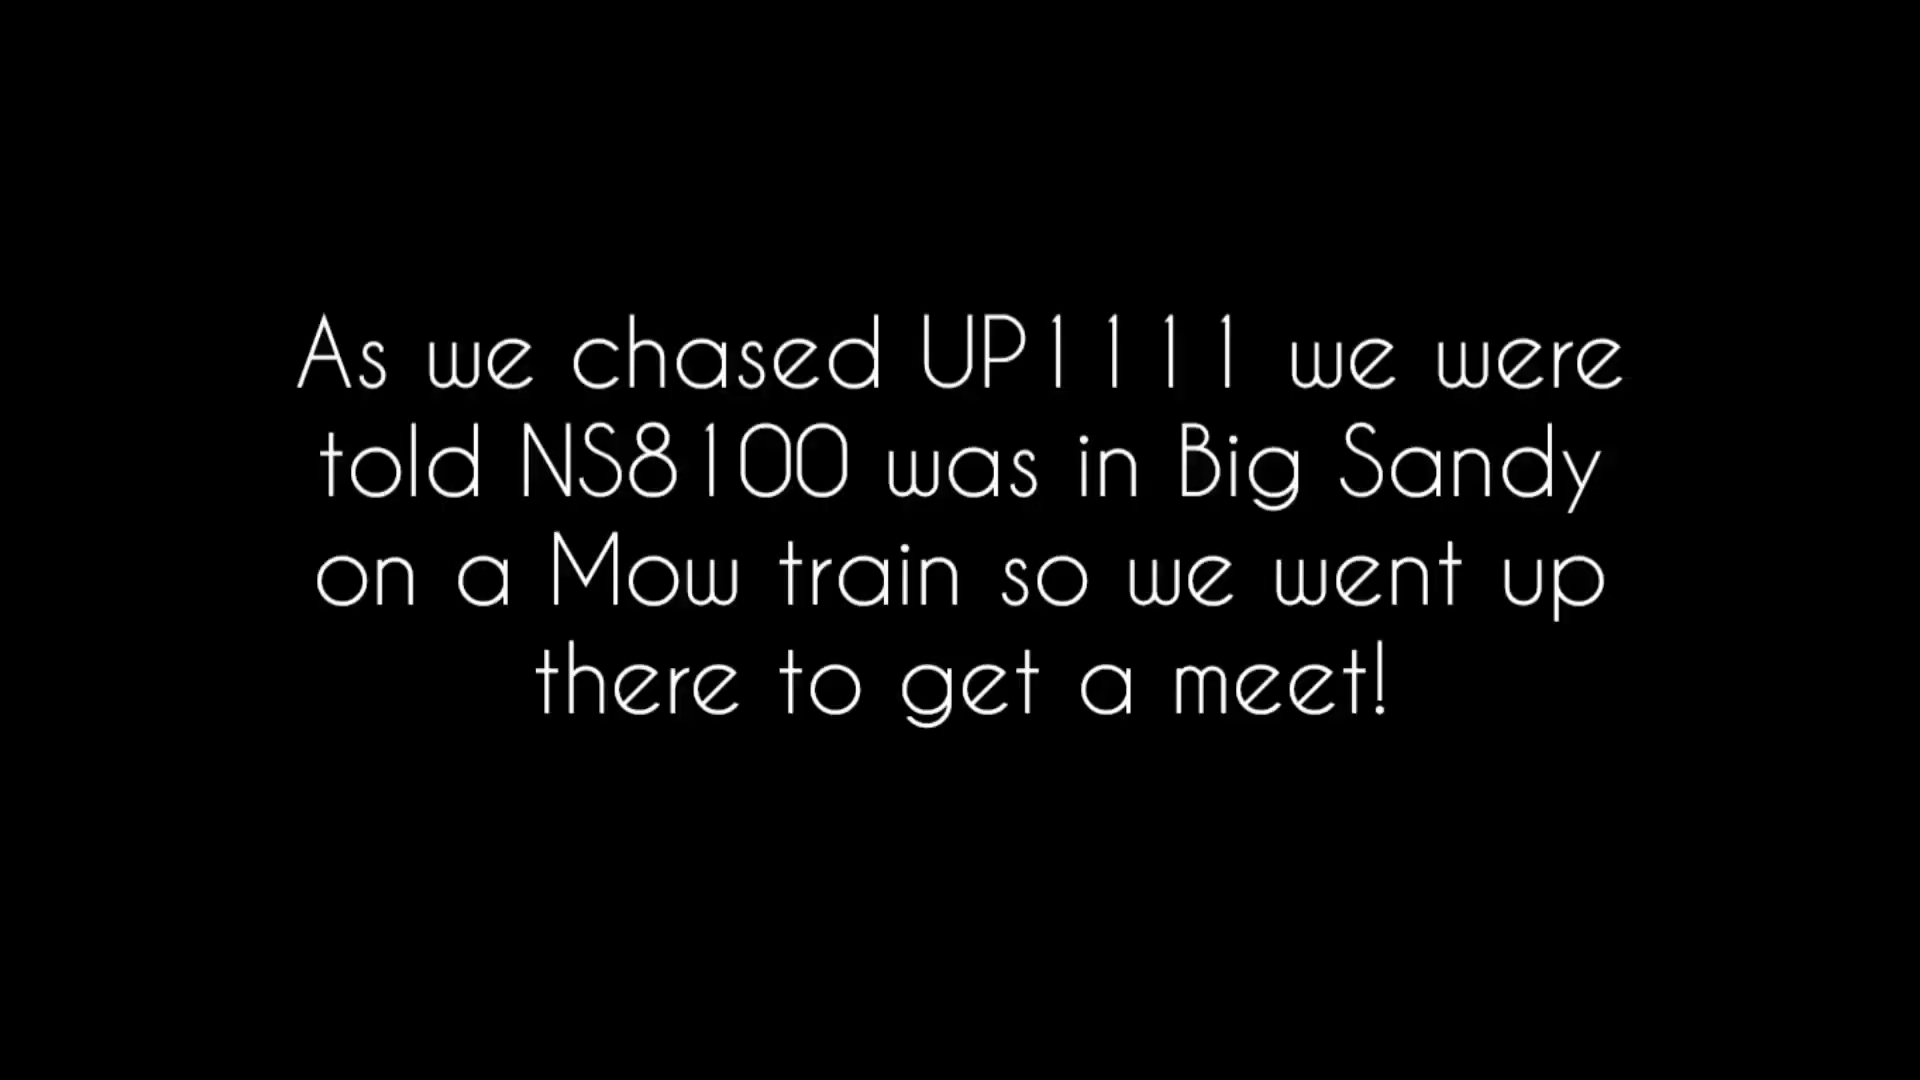 As we chased UP1111 we were
told NS8100 was in Big Sandy
on a Mow train so we went up
there to get a meet!